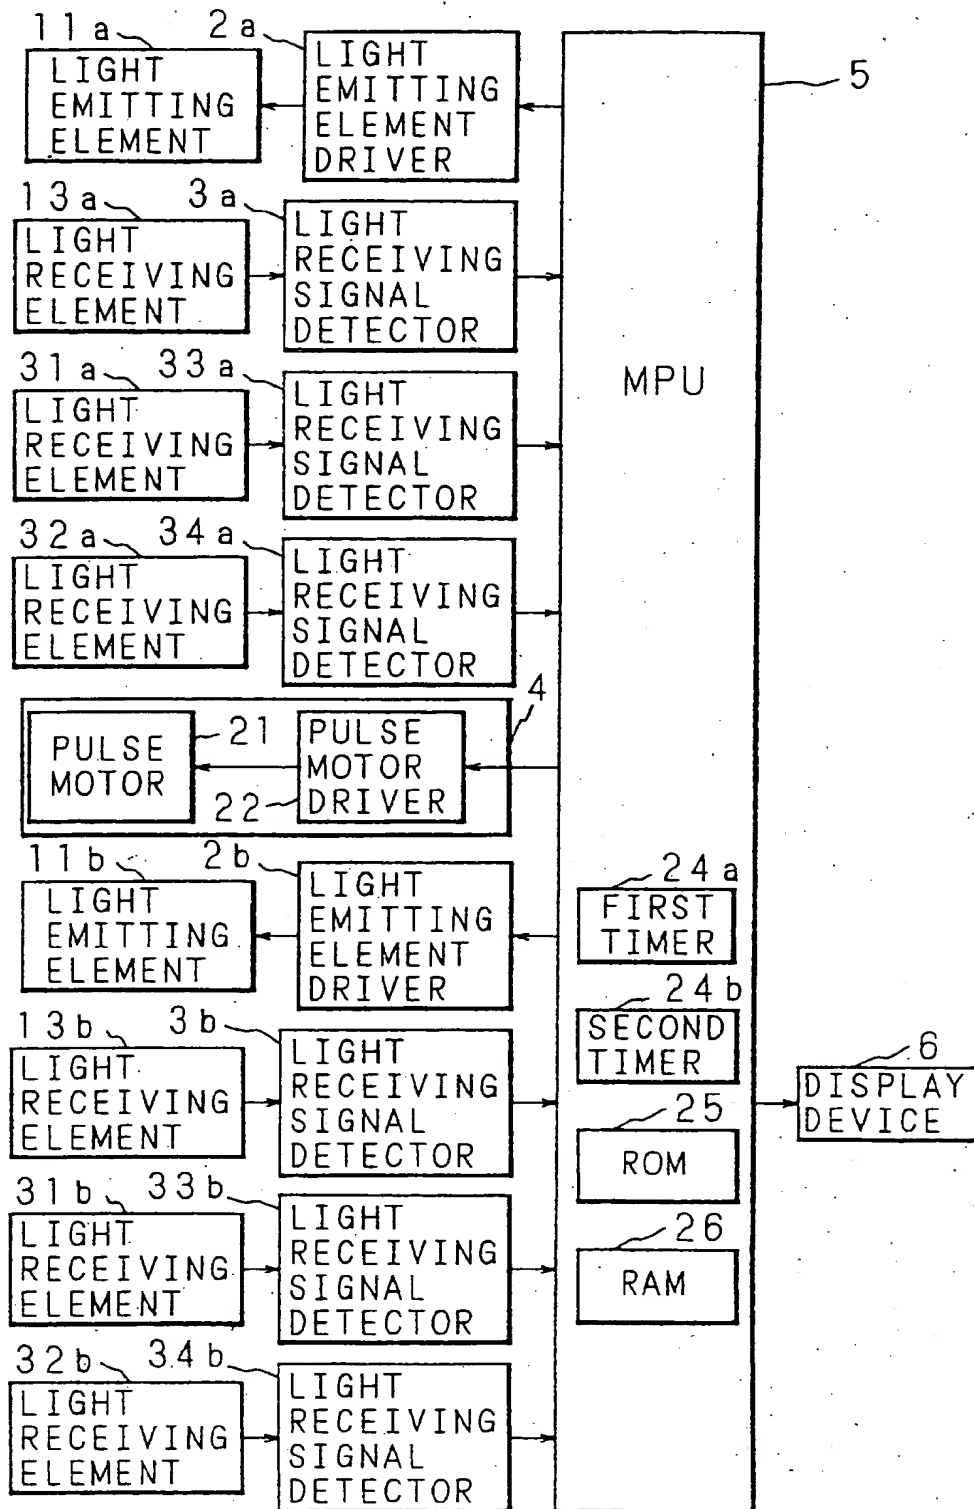 11a
2a
LIGHT
EMITTING
ELEMENT
LIGHT
EMITTING
ELEMENT
DRIVER
5
13a
3a
LIGHT
RECEIVING
ELEMENT
LIGHT
RECEIVING
SIGNAL
DETECTOR
MPU
31a
33a
LIGHT
RECEIVING
ELEMENT
LIGHT
RECEIVING
SIGNAL
DETECTOR
32a
34a
LIGHT
RECEIVING
ELEMENT
LIGHT
RECEIVING
SIGNAL
DETECTOR
4
PULSE
MOTOR
21
PULSE
MOTOR
DRIVER
22
11b
2b
LIGHT
EMITTING
ELEMENT
LIGHT
EMITTING
ELEMENT
DRIVER
24a
FIRST
TIMER
24b
SECOND
TIMER
13b
3b
LIGHT
RECEIVING
ELEMENT
LIGHT
RECEIVING
SIGNAL
DETECTOR
6
DISPLAY
DEVICE
25
ROM
31b
33b
LIGHT
RECEIVING
ELEMENT
LIGHT
RECEIVING
SIGNAL
DETECTOR
26
RAM
32b
34b
LIGHT
RECEIVING
ELEMENT
LIGHT
RECEIVING
SIGNAL
DETECTOR